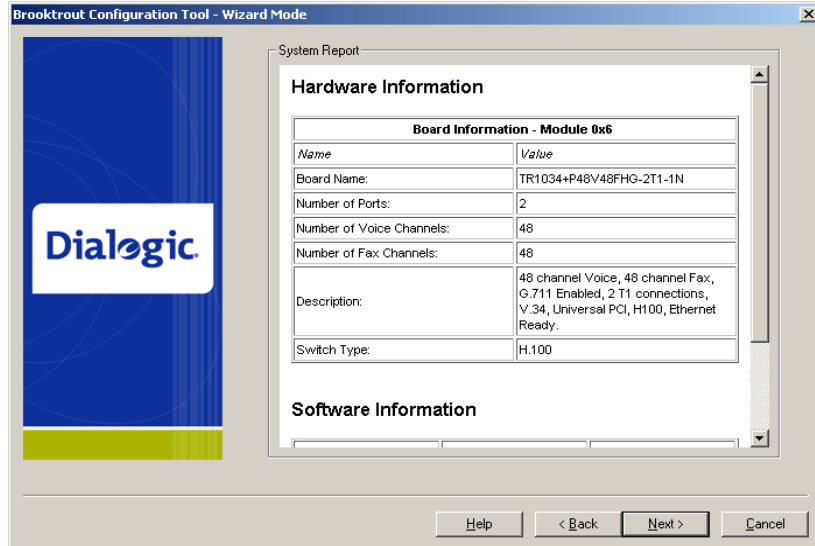 Brooktrout Configuration Tool - Wizard Mode
System Report
Hardware Information
Board Information - Module 0x6
Name Value
Board Name: TR1034+P48V48FHG-2T1-1N
Number of Ports: 2
Number of Voice Channels: 48
Number of Fax Channels: 48
Description: 48 channel Voice, 48 channel Fax,
G.711 Enabled, 2 T1 connections,
V.34, Universal PCI, H100, Ethernet
Ready.
Switch Type: H.100
Software Information
Dialogic.
Help < Back Next > Cancel